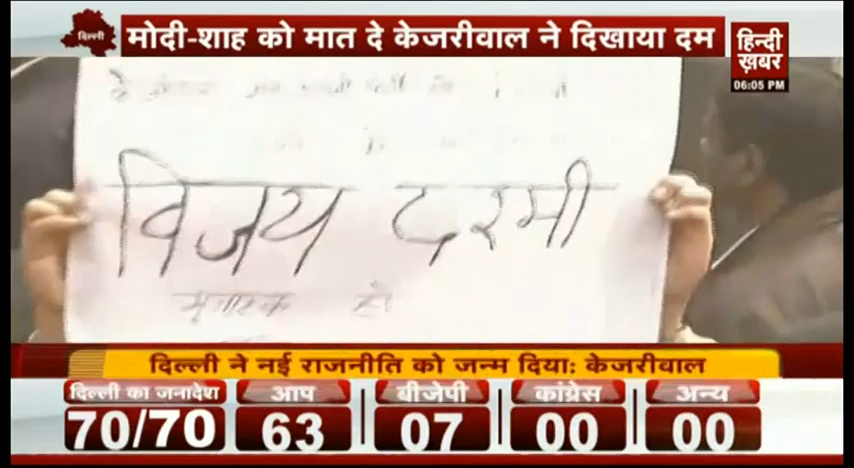 दिल्ली
मोदी-शाह को मात दे केजरीवाल ने दिखाया दम
हिन्दी
ख़बर
06:05 PM
विजय दशमी
मुबारक हो
दिल्ली ने नई राजनीति को जन्म दिया: केजरीवाल
दिल्ली का जनादेश आप बीजेपी कांग्रेस अन्य
70/70 63 07 00 00